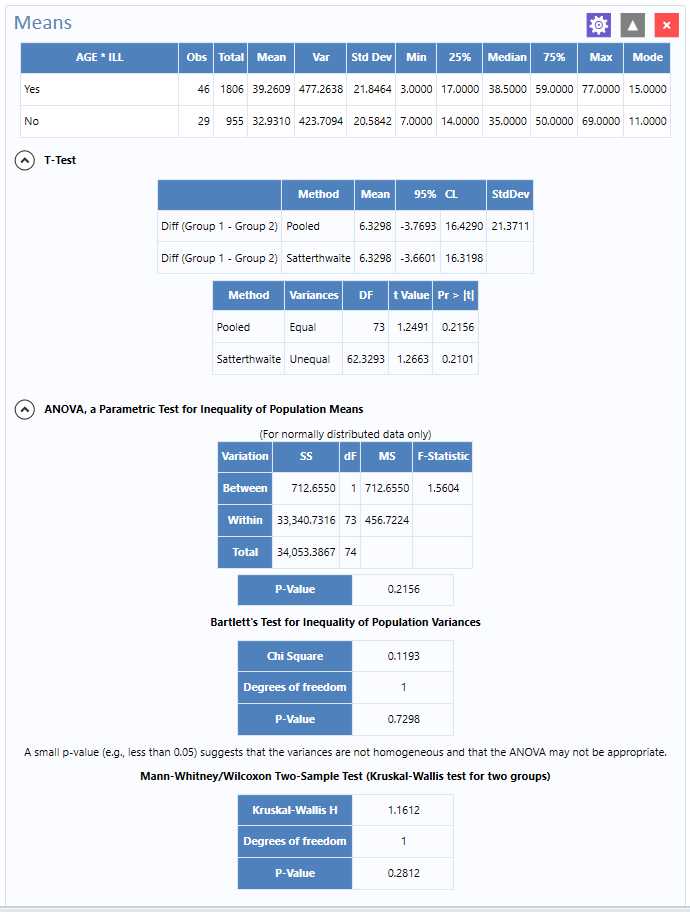 Means
AGE * ILL Obs Total Mean Var Std Dev Min 25% Median 75% Max Mode
Yes 46 1806 39.2609 477.2638 21.8464 3.0000 17.0000 38.5000 59.0000 77.0000 15.0000
No 29 955 32.9310 423.7094 20.5842 7.0000 14.0000 35.0000 50.0000 69.0000 11.0000
T-Test
Method Mean 95% CL StdDev
Diff (Group 1 - Group 2) Pooled 6.3298 -3.7693 16.4290 21.3711
Diff (Group 1 - Group 2) Satterthwaite 6.3298 -3.6601 16.3198
Method Variances DF t Value Pr > |t|
Pooled Equal 73 1.2491 0.2156
Satterthwaite Unequal 62.3293 1.2663 0.2101
ANOVA, a Parametric Test for Inequality of Population Means
(For normally distributed data only)
Variation SS dF MS F-Statistic
Between 712.6550 1 712.6550 1.5604
Within 33,340.7316 73 456.7224
Total 34,053.3867 74
P-Value 0.2156
Bartlett's Test for Inequality of Population Variances
Chi Square 0.1193
Degrees of freedom 1
P-Value 0.7298
A small p-value (e.g., less than 0.05) suggests that the variances are not homogeneous and that the ANOVA may not be appropriate.
Mann-Whitney/Wilcoxon Two-Sample Test (Kruskal-Wallis test for two groups)
Kruskal-Wallis H 1.1612
Degrees of freedom 1
P-Value 0.2812